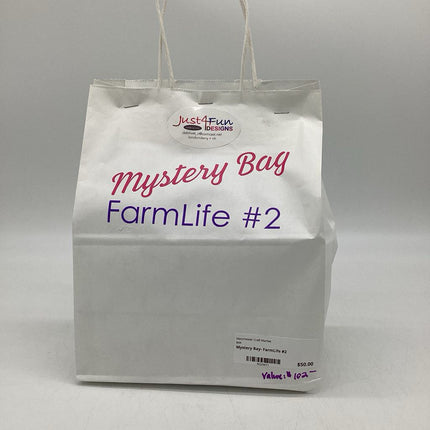 Just4Fun
DESIGNS
Mystery Bag
FarmLife #2
Mystery Bag- FarmLife #2
$50.00
Value: $102—